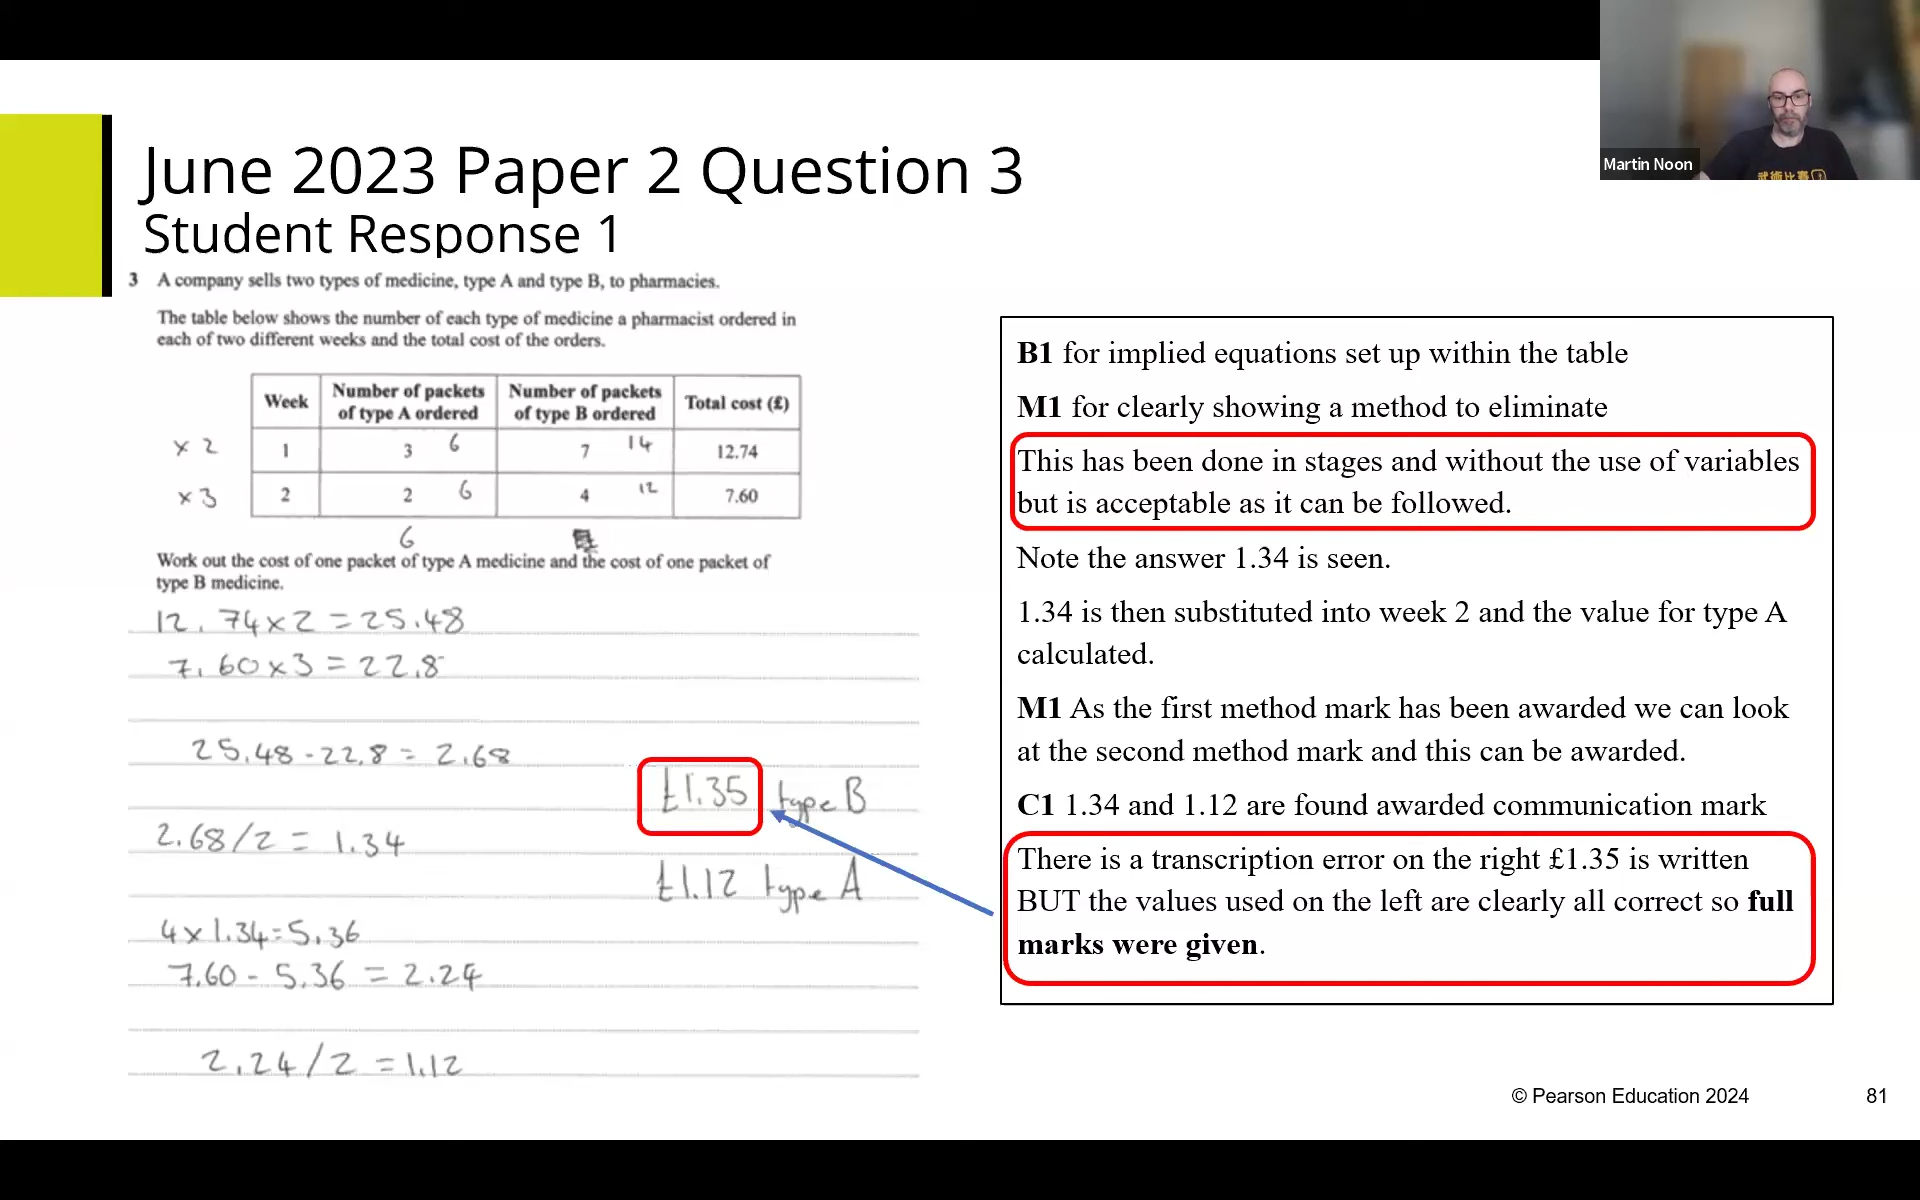 Martin Noon
June 2023 Paper 2 Question 3
Student Response 1
3 A company sells two types of medicine, type A and type B, to pharmacies.
The table below shows the number of each type of medicine a pharmacist ordered in
each of two different weeks and the total cost of the orders.
Week Number of packets of type A ordered Number of packets of type B ordered Total cost (£)
x 2 1 3 6 7 14 12.74
x 3 2 2 6 4 12 7.60
6
Work out the cost of one packet of type A medicine and the cost of one packet of
type B medicine.
12.74x2 = 25.48
7.60x3 = 22.8
25.48 - 22.8 = 2.68
£1.35 type B
2.68/2 = 1.34
£1.12 type A
4x1.34=5.36
7.60 - 5.36 = 2.24
2.24/2 = 1.12
B1 for implied equations set up within the table
M1 for clearly showing a method to eliminate
This has been done in stages and without the use of variables
but is acceptable as it can be followed.
Note the answer 1.34 is seen.
1.34 is then substituted into week 2 and the value for type A
calculated.
M1 As the first method mark has been awarded we can look
at the second method mark and this can be awarded.
C1 1.34 and 1.12 are found awarded communication mark
There is a transcription error on the right £1.35 is written
BUT the values used on the left are clearly all correct so full
marks were given.
© Pearson Education 2024
81